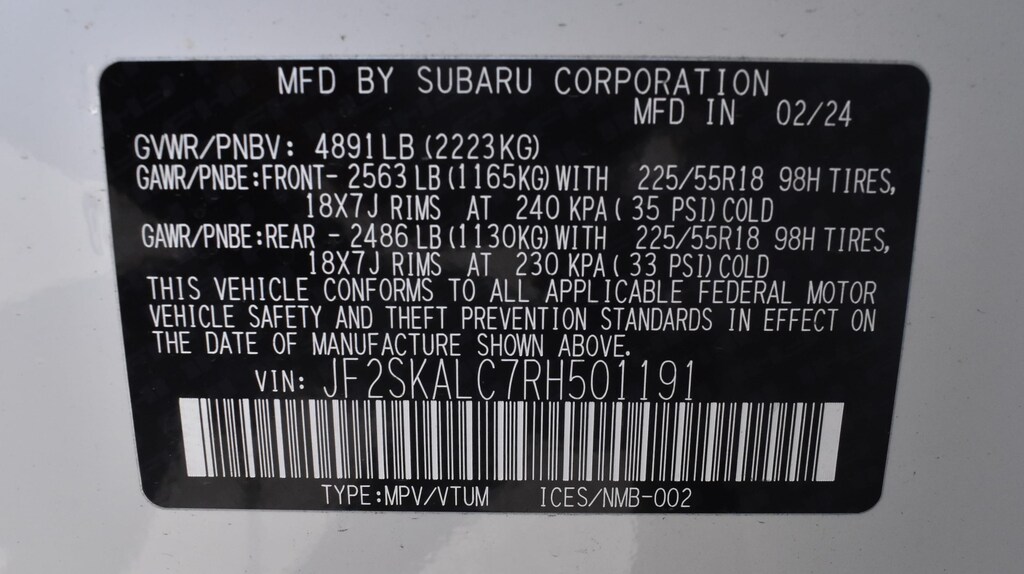 MFD BY SUBARU CORPORATION
MFD IN 02/24
GVWR/PNBV: 4891LB (2223KG)
GAWR/PNBE:FRONT- 2563 LB (1165KG) WITH 225/55R18 98H TIRES,
18X7J RIMS AT 240 KPA ( 35 PSI) COLD
GAWR/PNBE:REAR - 2486 LB (1130KG) WITH 225/55R18 98H TIRES,
18X7J RIMS AT 230 KPA ( 33 PSI) COLD
THIS VEHICLE CONFORMS TO ALL APPLICABLE FEDERAL MOTOR
VEHICLE SAFETY AND THEFT PREVENTION STANDARDS IN EFFECT ON
THE DATE OF MANUFACTURE SHOWN ABOVE.
VIN: JF2SKALC7RH501191
TYPE:MPV/VTUM ICES/NMB-002